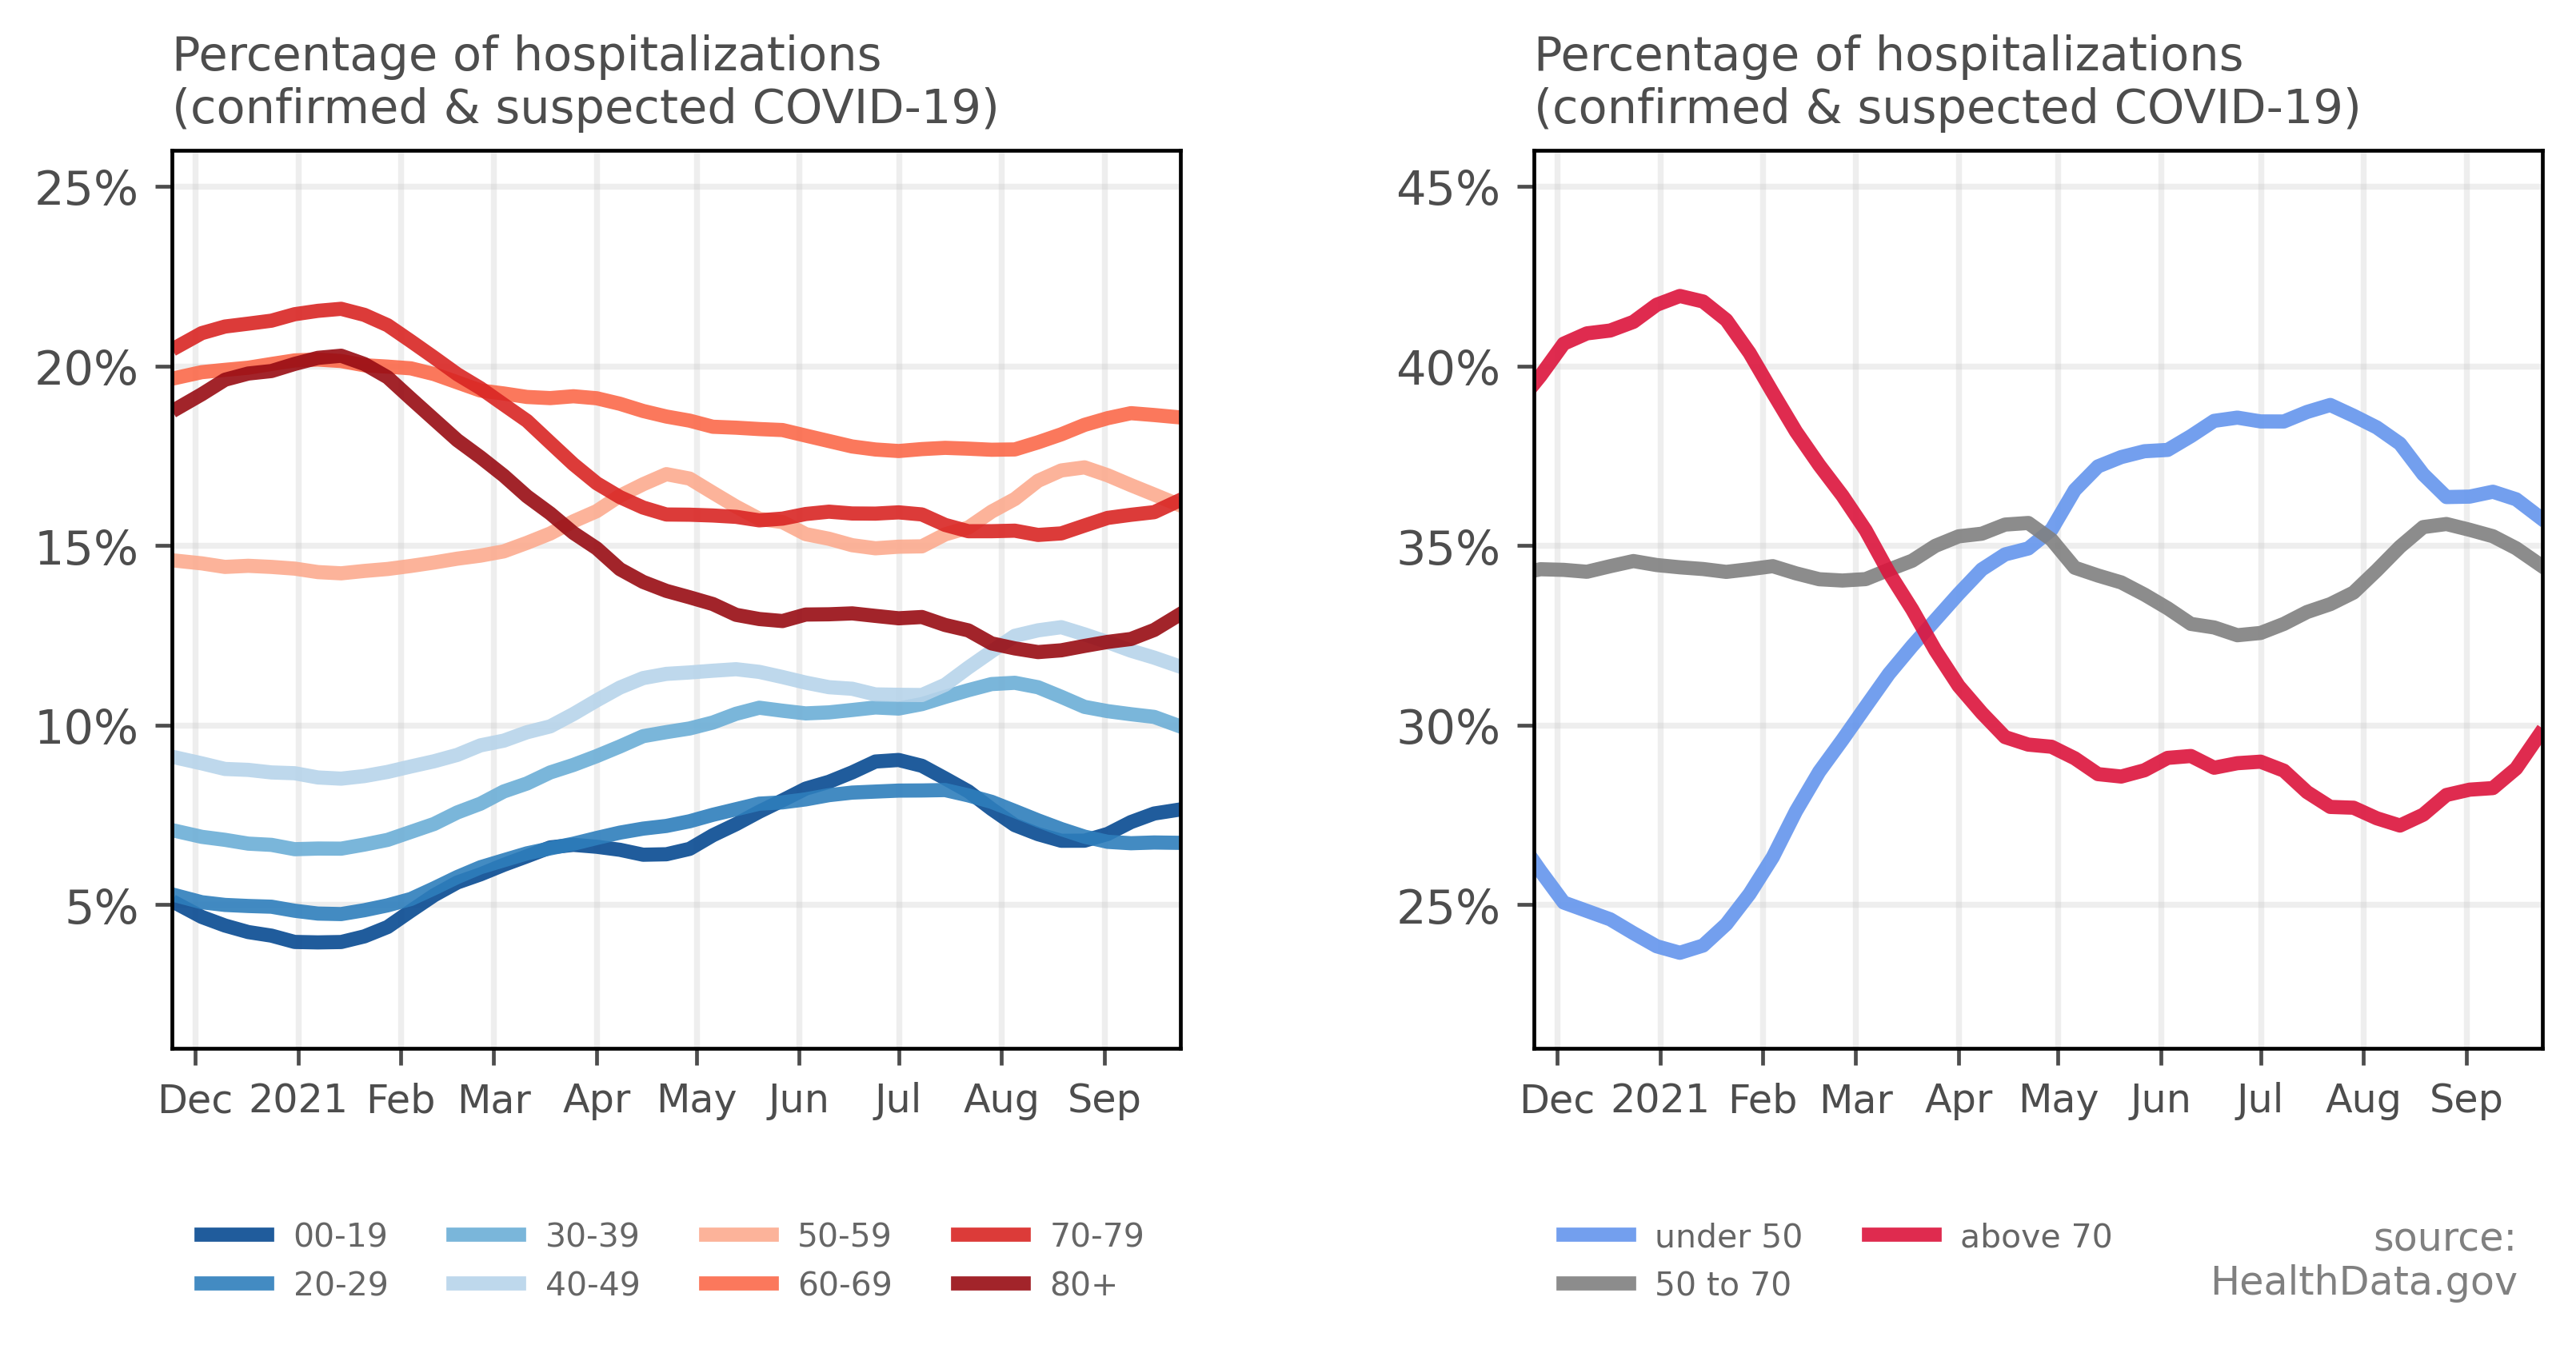 Percentage of hospitalizations
(confirmed & suspected COVID-19)
25%
20%
15%
10%
5%
Dec 2021 Feb Mar Apr May Jun Jul Aug Sep
00-19 30-39 50-59 70-79
20-29 40-49 60-69 80+
Percentage of hospitalizations
(confirmed & suspected COVID-19)
45%
40%
35%
30%
25%
Dec 2021 Feb Mar Apr May Jun Jul Aug Sep
under 50 above 70
50 to 70
source:
HealthData.gov